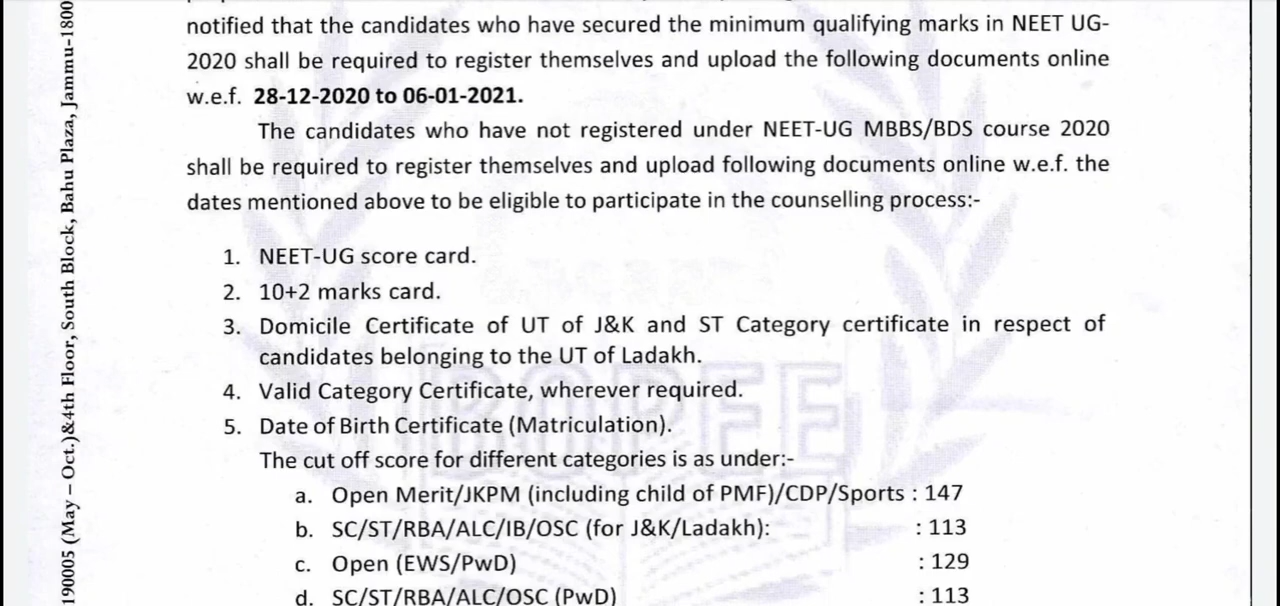 notified that the candidates who have secured the minimum qualifying marks in NEET UG-
2020 shall be required to register themselves and upload the following documents online
w.e.f. 28-12-2020 to 06-01-2021.
The candidates who have not registered under NEET-UG MBBS/BDS course 2020
shall be required to register themselves and upload following documents online w.e.f. the
dates mentioned above to be eligible to participate in the counselling process:-
1. NEET-UG score card.
2. 10+2 marks card.
3. Domicile Certificate of UT of J&K and ST Category certificate in respect of
candidates belonging to the UT of Ladakh.
4. Valid Category Certificate, wherever required.
5. Date of Birth Certificate (Matriculation).
The cut off score for different categories is as under:-
a. Open Merit/JKPM (including child of PMF)/CDP/Sports : 147
b. SC/ST/RBA/ALC/IB/OSC (for J&K/Ladakh): : 113
c. Open (EWS/PwD) : 129
d. SC/ST/RBA/ALC/OSC (PwD) : 113
190005 (May – Oct.)&4th Floor, South Block, Bahu Plaza, Jammu-1800
BOPEE